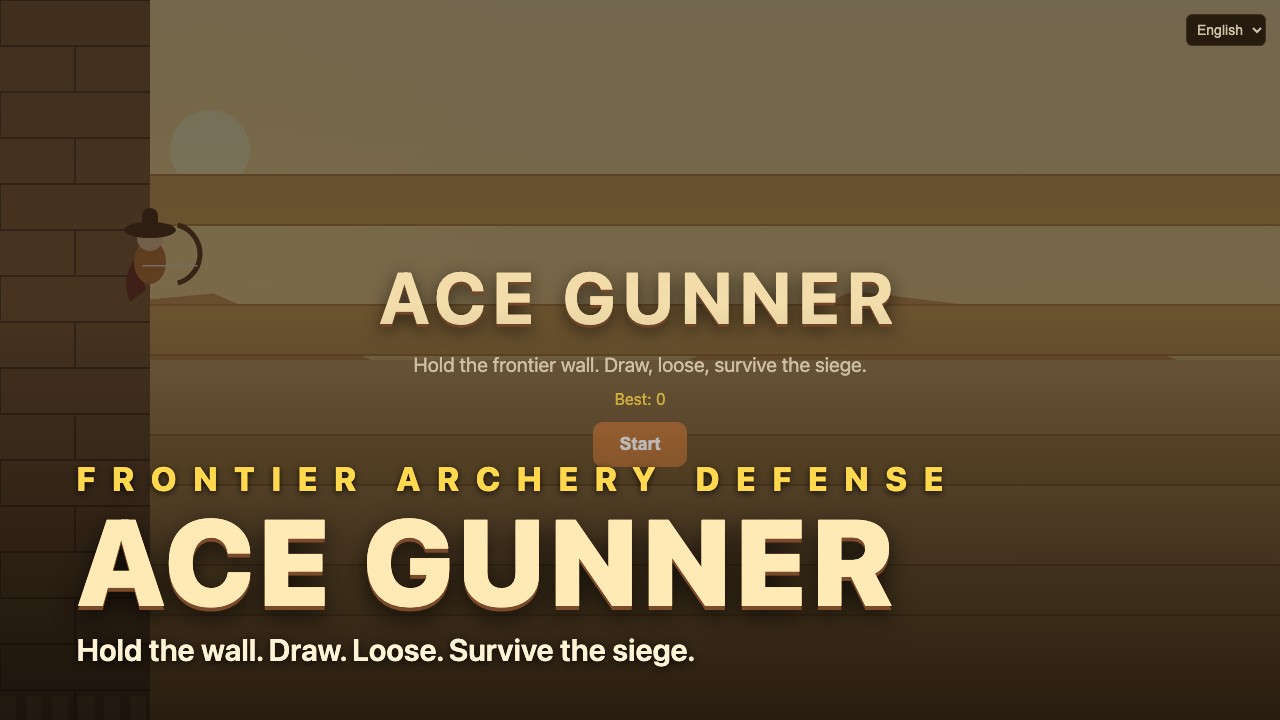 English
ACE GUNNER
Hold the frontier wall. Draw, loose, survive the siege.
Best: 0
Start
FRONTIER ARCHERY DEFENSE
ACE GUNNER
Hold the wall. Draw. Loose. Survive the siege.